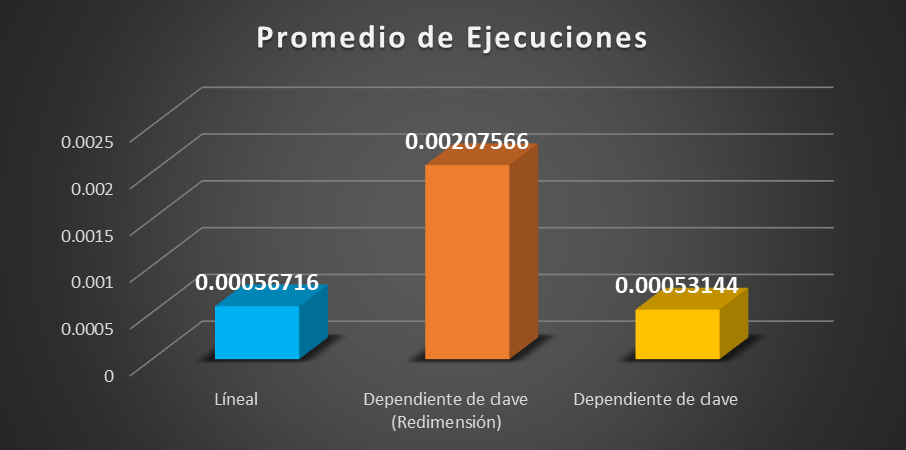 Promedio de Ejecuciones
0.0025
0.002
0.0015
0.001
0.0005
0
0.00056716
0.00207566
0.00053144
Líneal
Dependiente de clave
(Redimensión)
Dependiente de clave